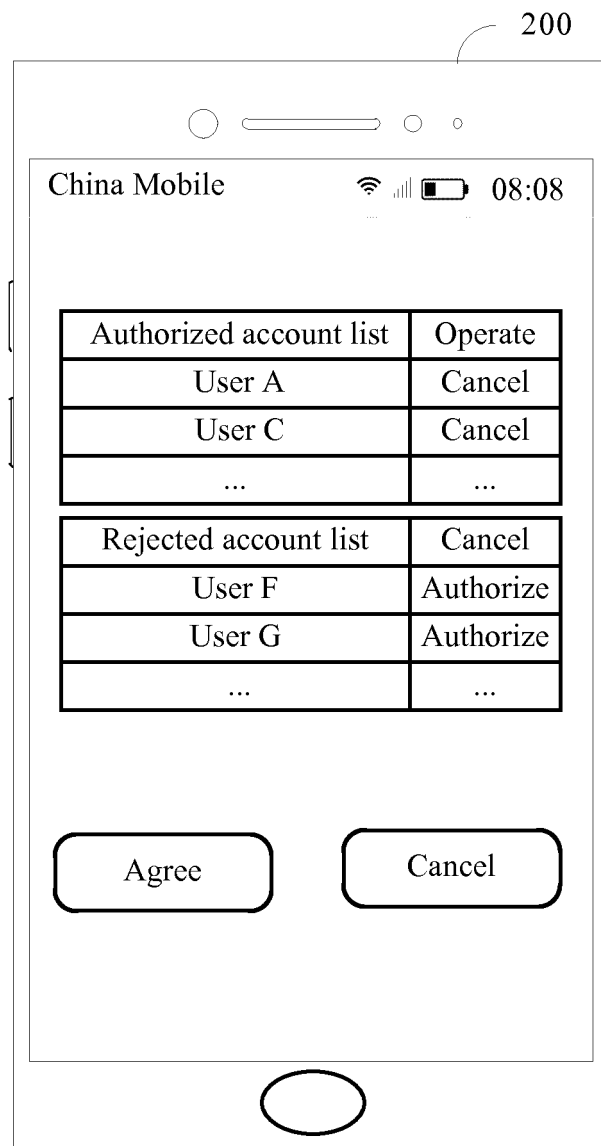 200
China Mobile 08:08
Authorized account list Operate
User A Cancel
User C Cancel
... ...
Rejected account list Cancel
User F Authorize
User G Authorize
... ...
Agree Cancel